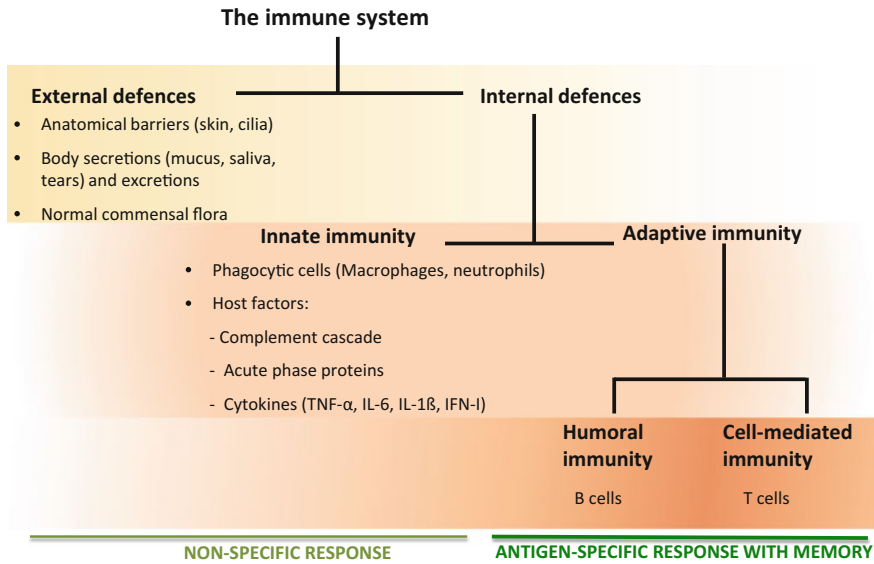 The immune system
External defences
• Anatomical barriers (skin, cilia)
• Body secretions (mucus, saliva,
tears) and excretions
• Normal commensal flora
Internal defences
Innate immunity
• Phagocytic cells (Macrophages, neutrophils)
• Host factors:
- Complement cascade
- Acute phase proteins
- Cytokines (TNF-α, IL-6, IL-1ß, IFN-I)
Adaptive immunity
Humoral
immunity
B cells
Cell-mediated
immunity
T cells
NON-SPECIFIC RESPONSE
ANTIGEN-SPECIFIC RESPONSE WITH MEMORY